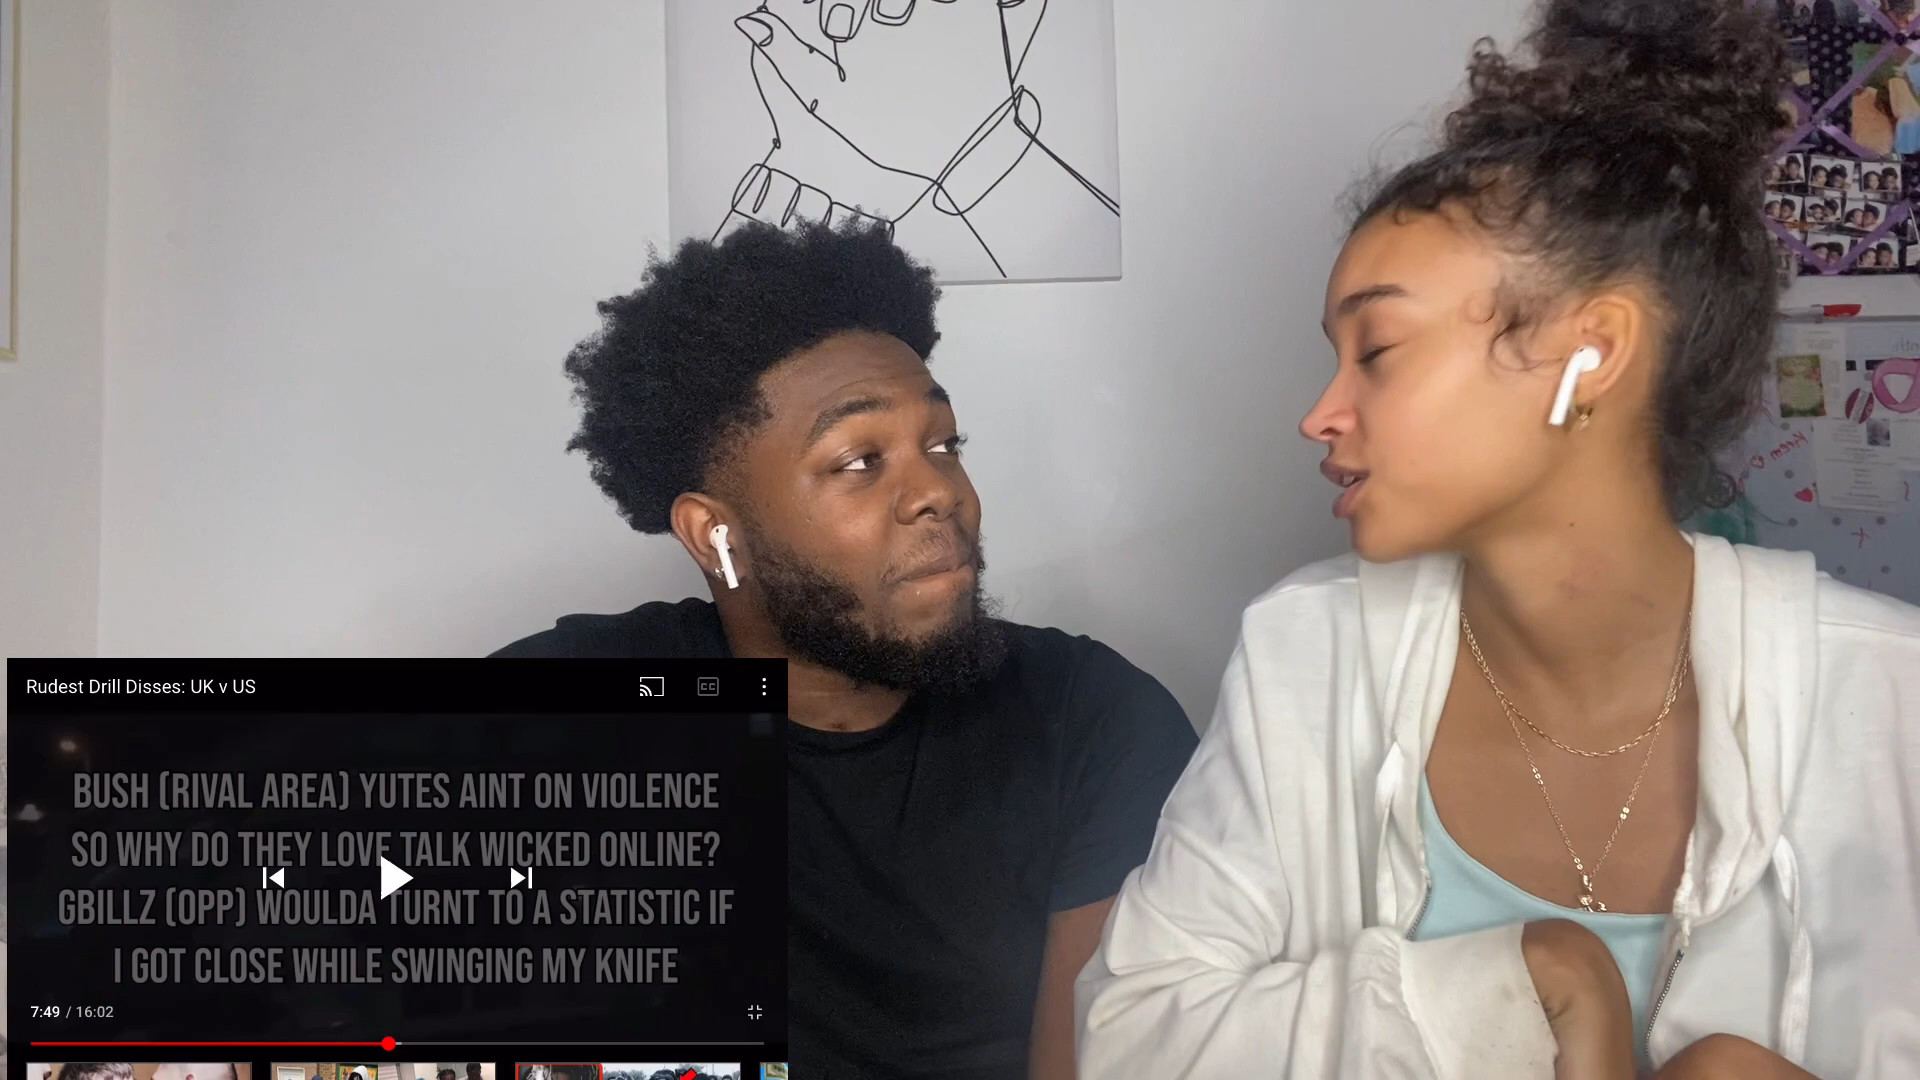 Rudest Drill Disses: UK v US
CC
BUSH (RIVAL AREA) YUTES AINT ON VIOLENCE
SO WHY DO THEY LOVE TALK WICKED ONLINE?
GBILLZ (OPP) WOULDA TURNT TO A STATISTIC IF
I GOT CLOSE WHILE SWINGING MY KNIFE
7:49 / 16:02